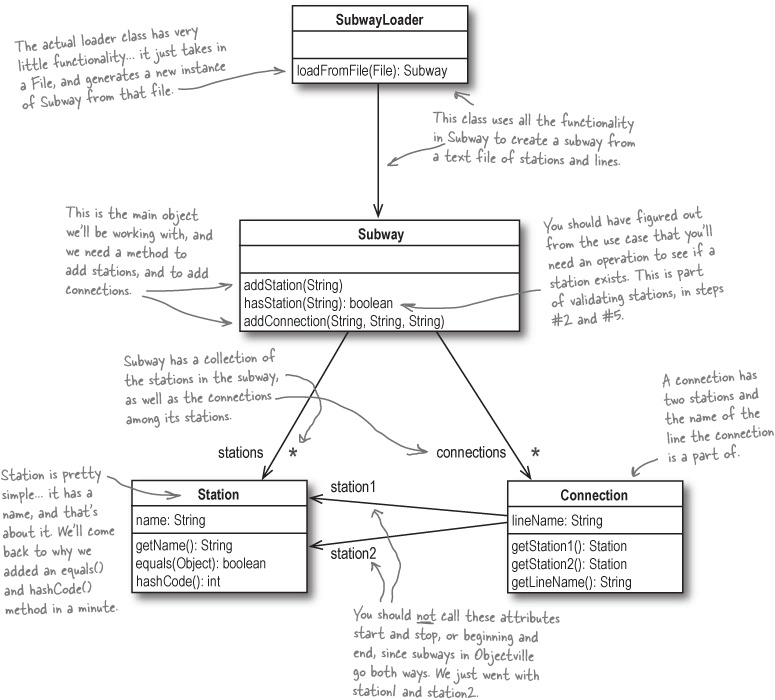 SubwayLoader
loadFromFile(File): Subway
The actual loader class has very
little functionality... it just takes in
a File, and generates a new instance
of Subway from that file.
This class uses all the functionality
in Subway to create a subway from
a text file of stations and lines.
This is the main object
we'll be working with, and
we need a method to
add stations, and to add
connections.
Subway
addStation(String)
hasStation(String): boolean
addConnection(String, String, String)
You should have figured out
from the use case that you'll
need an operation to see if a
station exists. This is part
of validating stations, in steps
#2 and #5.
Subway has a collection of
the stations in the subway,
as well as the connections
among its stations.
stations *
connections *
A connection has
two stations and
the name of the
line the connection
is a part of.
Station is pretty
simple... it has a
name, and that's
about it. We'll come
back to why we
added an equals()
and hashCode()
method in a minute.
Station
name: String
getName(): String
equals(Object): boolean
hashCode(): int
station1
station2
Connection
lineName: String
getStation1(): Station
getStation2(): Station
getLineName(): String
You should not call these attributes
start and stop, or beginning and
end, since subways in Objectville
go both ways. We just went with
station1 and station2.